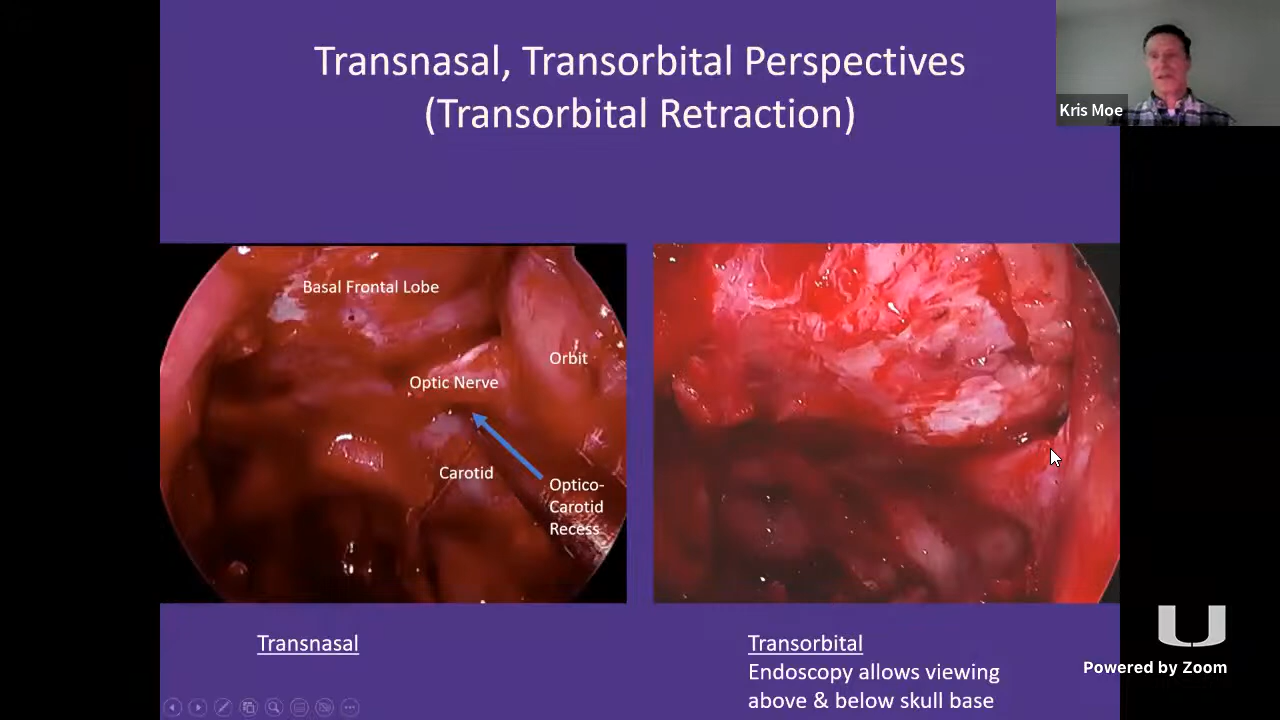 Transnasal, Transorbital Perspectives
(Transorbital Retraction)
Kris Moe
Basal Frontal Lobe
Orbit
Optic Nerve
Carotid
Optico-
Carotid
Recess
Transnasal
Transorbital
Endoscopy allows viewing
above & below skull base
U
Powered by Zoom